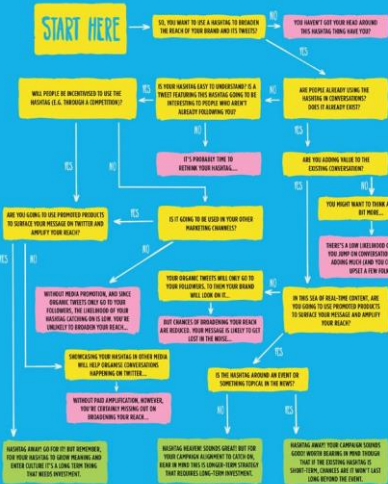 START HERE
SO, YOU WANT TO USE A HASHTAG TO BROADEN
THE REACH OF YOUR BRAND AND ITS TWEETS?
NO
YOU HAVEN'T GOT YOUR HEAD AROUND
THIS HASHTAG THING HAVE YOU?
YES
WILL PEOPLE BE INCENTIVISED TO USE THE
HASHTAG (E.G. THROUGH A COMPETITION)?
YES
IS YOUR HASHTAG EASY TO UNDERSTAND? IS A
TWEET FEATURING THIS HASHTAG GOING TO BE
INTERESTING TO PEOPLE WHO AREN'T
ALREADY FOLLOWING YOU?
NO
ARE PEOPLE ALREADY USING THE
HASHTAG IN CONVERSATIONS?
DOES IT ALREADY EXIST?
NO
YES
IT'S PROBABLY TIME TO
RETHINK YOUR HASHTAG...
ARE YOU ADDING VALUE TO THE
EXISTING CONVERSATION?
YES
NO
YES
NO
YOU MIGHT WANT TO THINK A
BIT MORE...
ARE YOU GOING TO USE PROMOTED PRODUCTS
TO SURFACE YOUR MESSAGE ON TWITTER AND
AMPLIFY YOUR REACH?
YES
IS IT GOING TO BE USED IN YOUR OTHER
MARKETING CHANNELS?
THERE'S A LOW LIKELIHOOD O
YOU JUMP ON CONVERSATION
ADDING MUCH (AND YOU C
UPSET A FEW FOLK
YES
NO
NO
YOUR ORGANIC TWEETS WILL ONLY GO TO
YOUR FOLLOWERS. TO THEM YOUR BRAND
WILL LOOK ON IT...
NO
IN THIS SEA OF REAL-TIME CONTENT, ARE
YOU GOING TO USE PROMOTED PRODUCTS
TO SURFACE YOUR MESSAGE AND AMPLIFY
YOUR REACH?
WITHOUT MEDIA PROMOTION, AND SINCE
ORGANIC TWEETS ONLY GO TO YOUR
FOLLOWERS, THE LIKELIHOOD OF YOUR
HASHTAG CATCHING ON IS LOW. YOU'RE
UNLIKELY TO BROADEN YOUR REACH...
BUT CHANCES OF BROADENING YOUR REACH
ARE REDUCED. YOUR MESSAGE IS LIKELY TO GET
LOST IN THE NOISE...
YES
SHOWCASING YOUR HASHTAG IN OTHER MEDIA
WILL HELP ORGANISE CONVERSATIONS
HAPPENING ON TWITTER...
IS THE HASHTAG AROUND AN EVENT OR
SOMETHING TOPICAL IN THE NEWS?
WITHOUT PAID AMPLIFICATION, HOWEVER,
YOU'RE CERTAINLY MISSING OUT ON
BROADENING YOUR REACH...
NO
YES
HASHTAG AWAY! GO FOR IT! BUT REMEMBER,
FOR YOUR HASHTAG TO GROW MEANING AND
ENTER CULTURE IT'S A LONG TERM THING
THAT NEEDS INVESTMENT.
HASHTAG HEAVEN! SOUNDS GREAT! BUT FOR
YOUR CAMPAIGN ALIGNMENT TO CATCH ON,
BEAR IN MIND THIS IS LONGER-TERM STRATEGY
THAT REQUIRES LONG-TERM INVESTMENT.
HASHTAG AWAY! YOUR CAMPAIGN SOUNDS
GOOD! WORTH BEARING IN MIND THOUGH
THAT IF THE EXISTING HASHTAG IS
SHORT-TERM, CHANCES ARE IT WON'T LAST
LONG BEYOND THE EVENT.